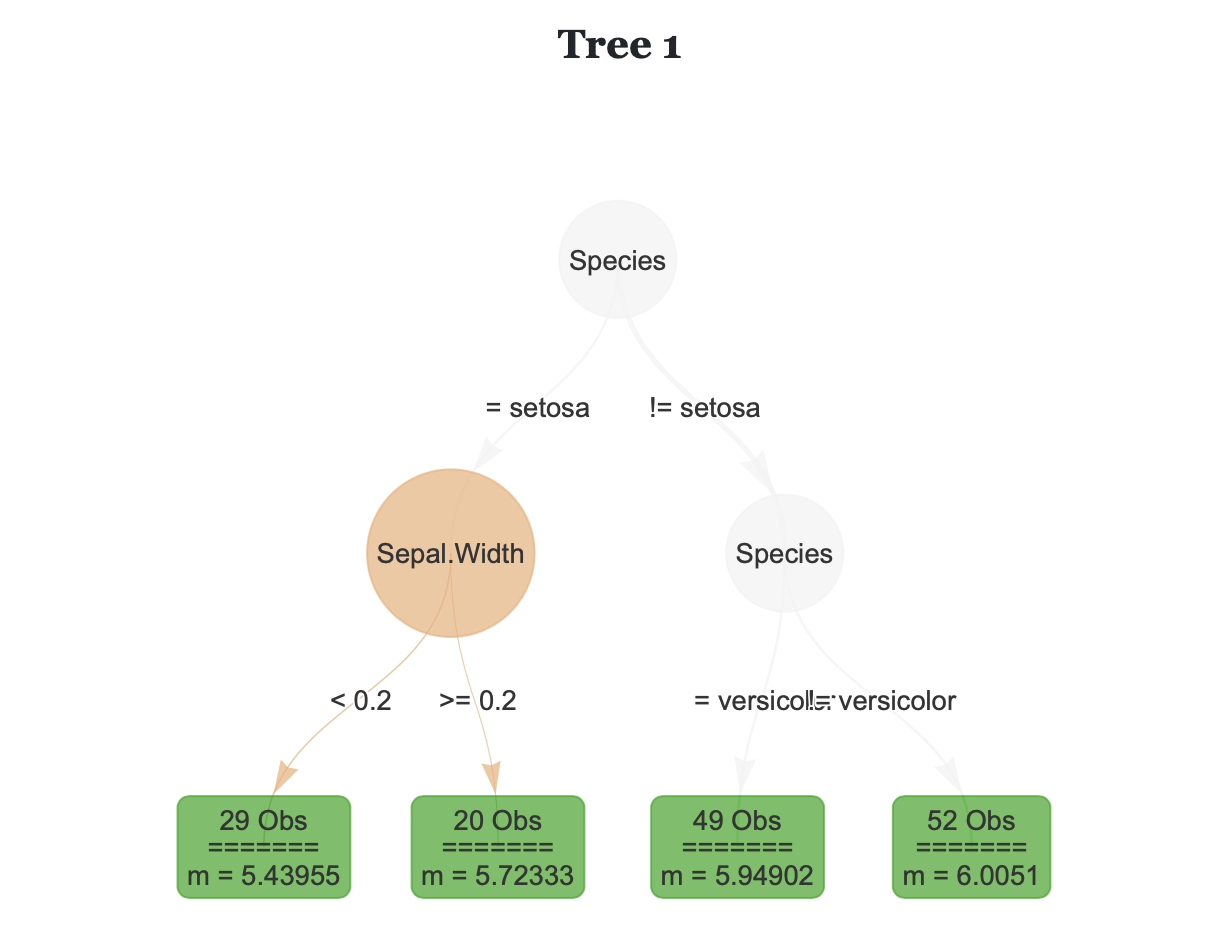 Tree 1
Species
= setosa
!= setosa
Sepal.Width
Species
< 0.2
>= 0.2
= versicolor
!= versicolor
29 Obs
=======
m = 5.43955
20 Obs
=======
m = 5.72333
49 Obs
=======
m = 5.94902
52 Obs
=======
m = 6.0051